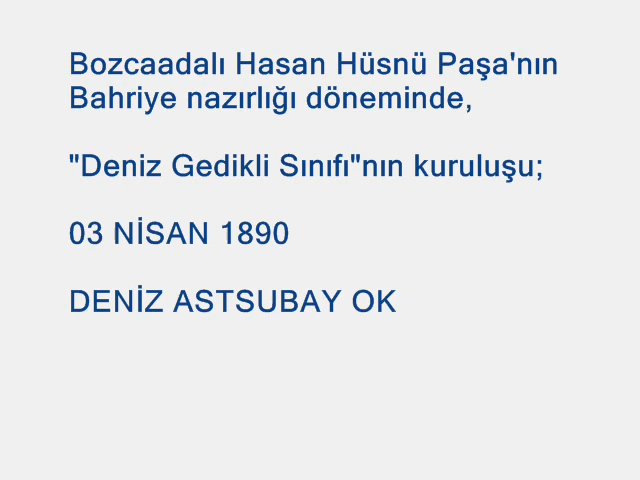 Bozcaadalı Hasan Hüsnü Paşa'nın
Bahriye nazırlığı döneminde,
"Deniz Gedikli Sınıfı"nın kuruluşu;
03 NİSAN 1890
DENİZ ASTSUBAY OK